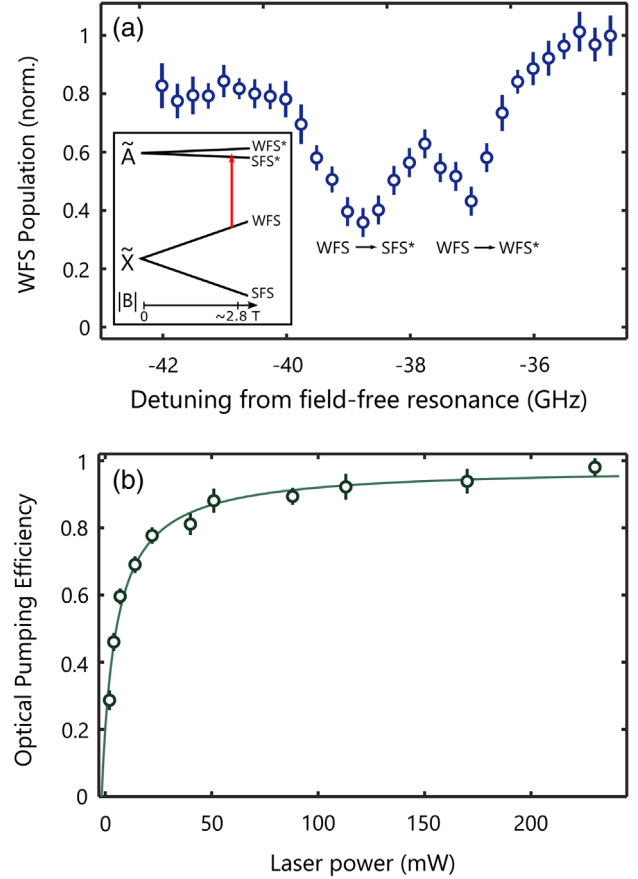 (a)
WFS Population (norm.)
1
0.8
0.6
0.4
0.2
0
Ã
WFS*
SFS*
WFS
X̃
SFS
|B|
0
~2.8 T
WFS → SFS*
WFS → WFS*
-42
-40
-38
-36
Detuning from field-free resonance (GHz)
(b)
Optical Pumping Efficiency
1
0.8
0.6
0.4
0.2
0
0
50
100
150
200
Laser power (mW)